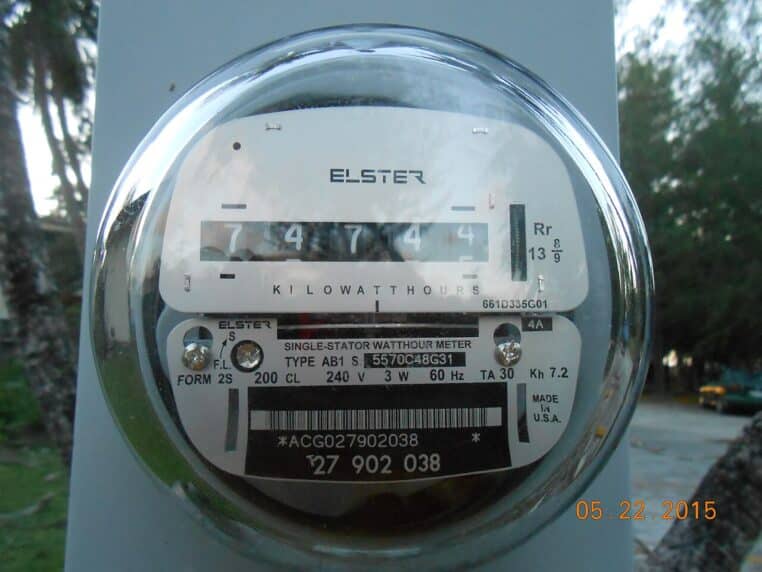 ELSTER
7 4 7 4 4
Rr
13 8/9
KILOWATTHOURS
661D335G01
ELSTER
4A
S
SINGLE-STATOR WATTHOUR METER
F.L. TYPE AB1 S. 5570C48G31
FORM 2S 200 CL 240 V 3 W 60 Hz TA 30 Kh 7.2
MADE
IN
U.S.A.
*ACG027902038 *
27 902 038
05.22.2015